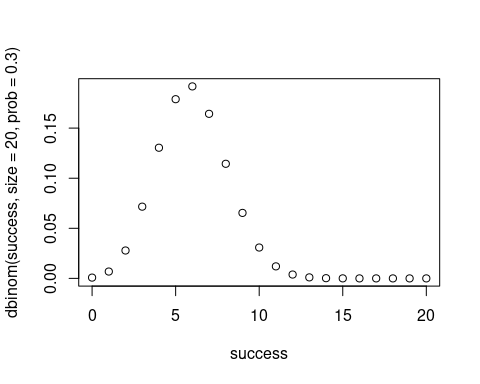 dbinom(success, size = 20, prob = 0.3)
0.15
0.10
0.05
0.00
0 5 10 15 20
success